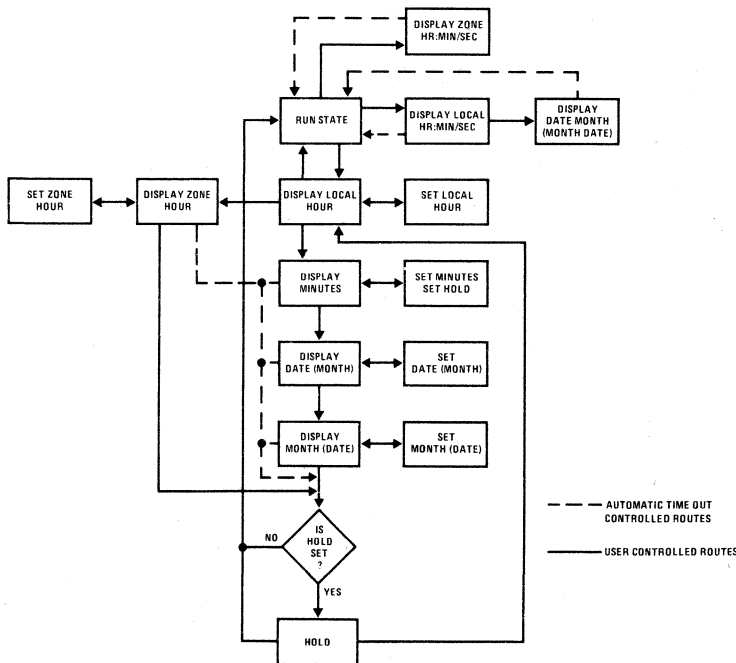 DISPLAY ZONE
HR:MIN/SEC
RUN STATE
DISPLAY LOCAL
HR:MIN/SEC
DISPLAY
DATE MONTH
(MONTH DATE)
SET ZONE
HOUR
DISPLAY ZONE
HOUR
DISPLAY LOCAL
HOUR
SET LOCAL
HOUR
DISPLAY
MINUTES
SET MINUTES
SET HOLD
DISPLAY
DATE (MONTH)
SET
DATE (MONTH)
DISPLAY
MONTH (DATE)
SET
MONTH (DATE)
AUTOMATIC TIME OUT
CONTROLLED ROUTES
USER CONTROLLED ROUTES
NO
IS
HOLD
SET
?
YES
HOLD